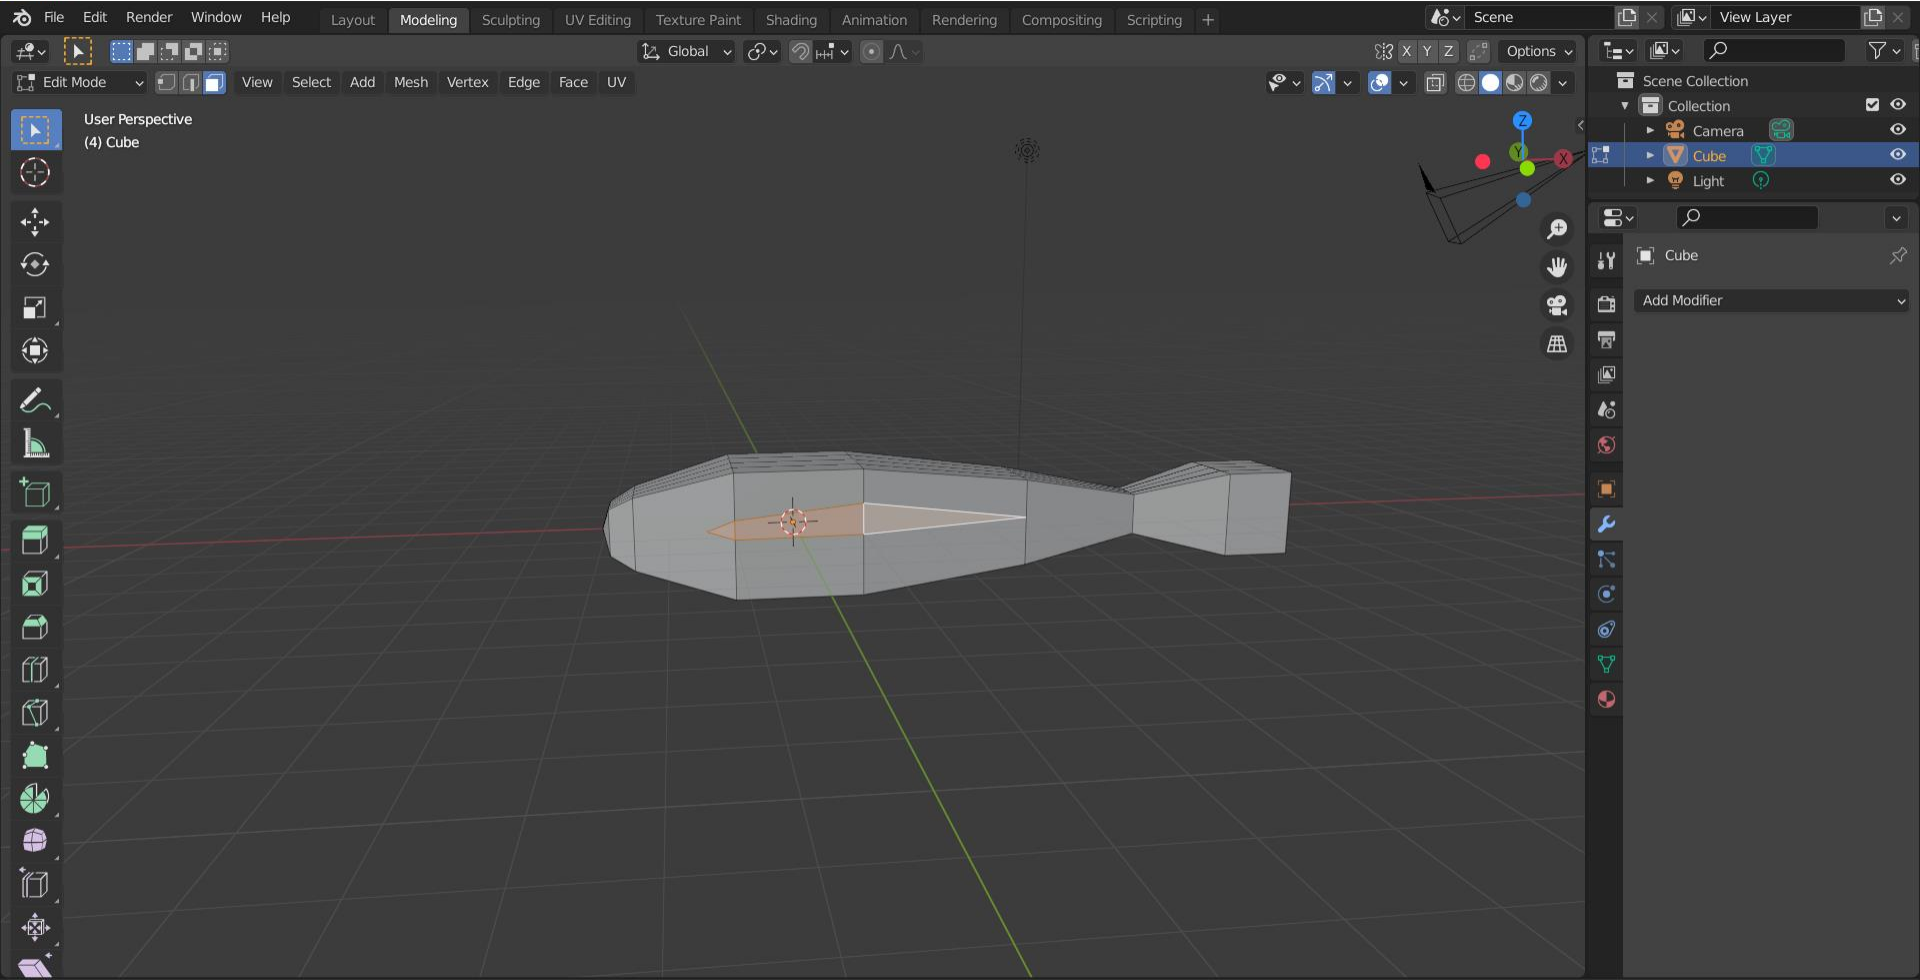 File Edit Render Window Help Layout Modeling Sculpting UV Editing Texture Paint Shading Animation Rendering Compositing Scripting + Scene View Layer
Global X Y Z Options
Edit Mode View Select Add Mesh Vertex Edge Face UV
User Perspective
(4) Cube
Z
Y
X
Scene Collection
Collection
Camera
Cube
Light
Cube
Add Modifier